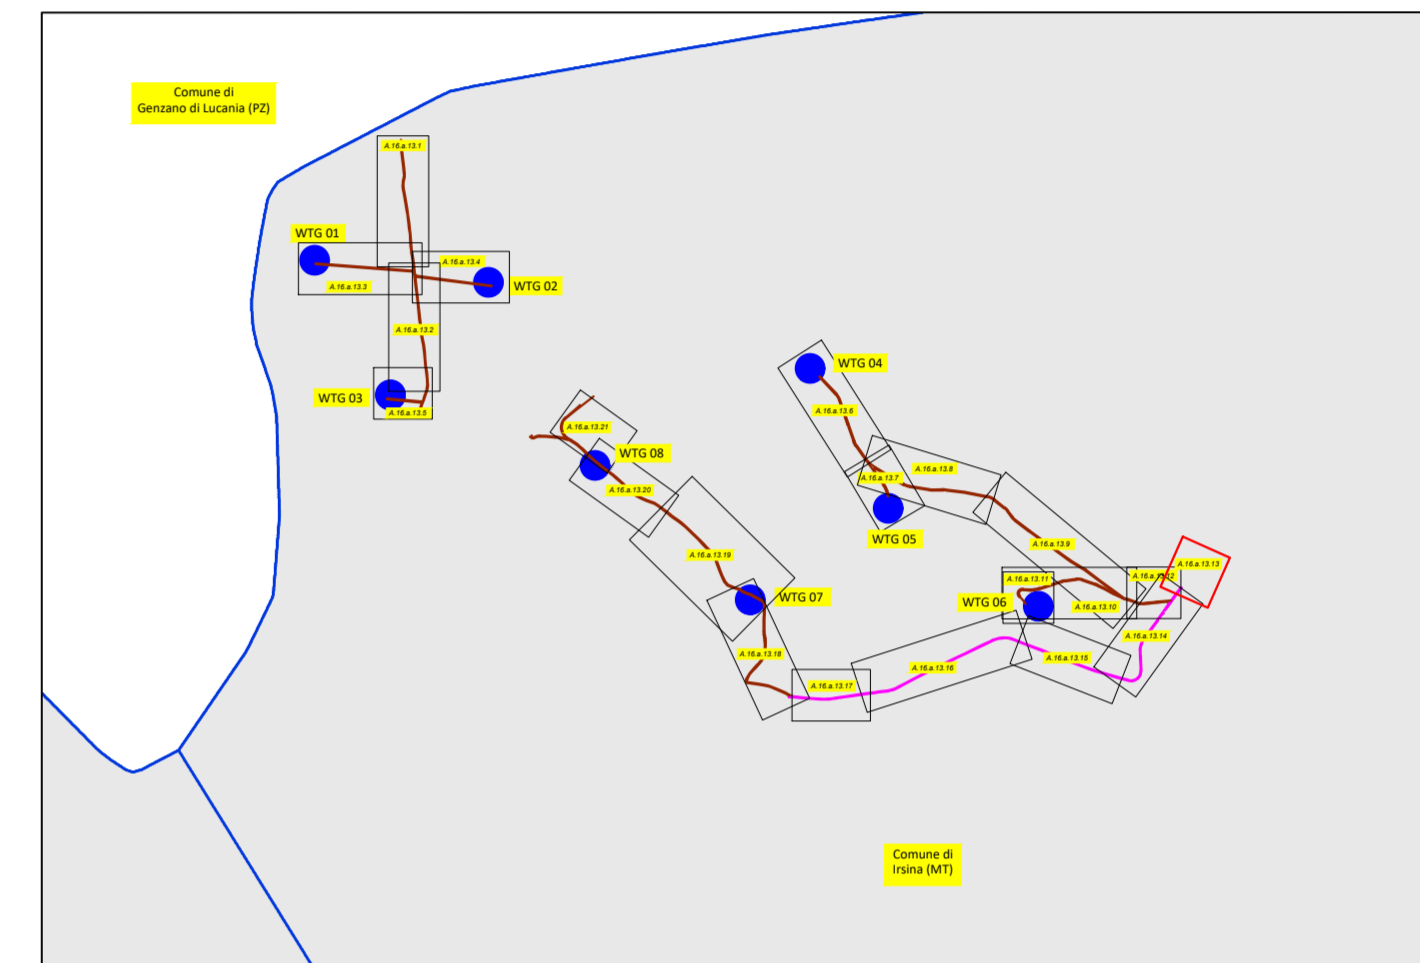 Comune di
Genzano di Lucania (PZ)
A.16.a.13.1
WTG 01
A.16.a.13.4
A.16.a.13.3
WTG 02
A.16.a.13.2
WTG 03
A.16.a.13.5
WTG 04
A.16.a.13.6
A.16.a.13.21
WTG 08
A.16.a.13.20
A.16.a.13.8
A.16.a.13.7
WTG 05
A.16.a.13.9
A.16.a.13.19
A.16.a.13.13
A.16.a.13.12
A.16.a.13.11
WTG 06
A.16.a.13.10
WTG 07
A.16.a.13.14
A.16.a.13.18
A.16.a.13.15
A.16.a.13.16
A.16.a.13.17
Comune di
Irsina (MT)